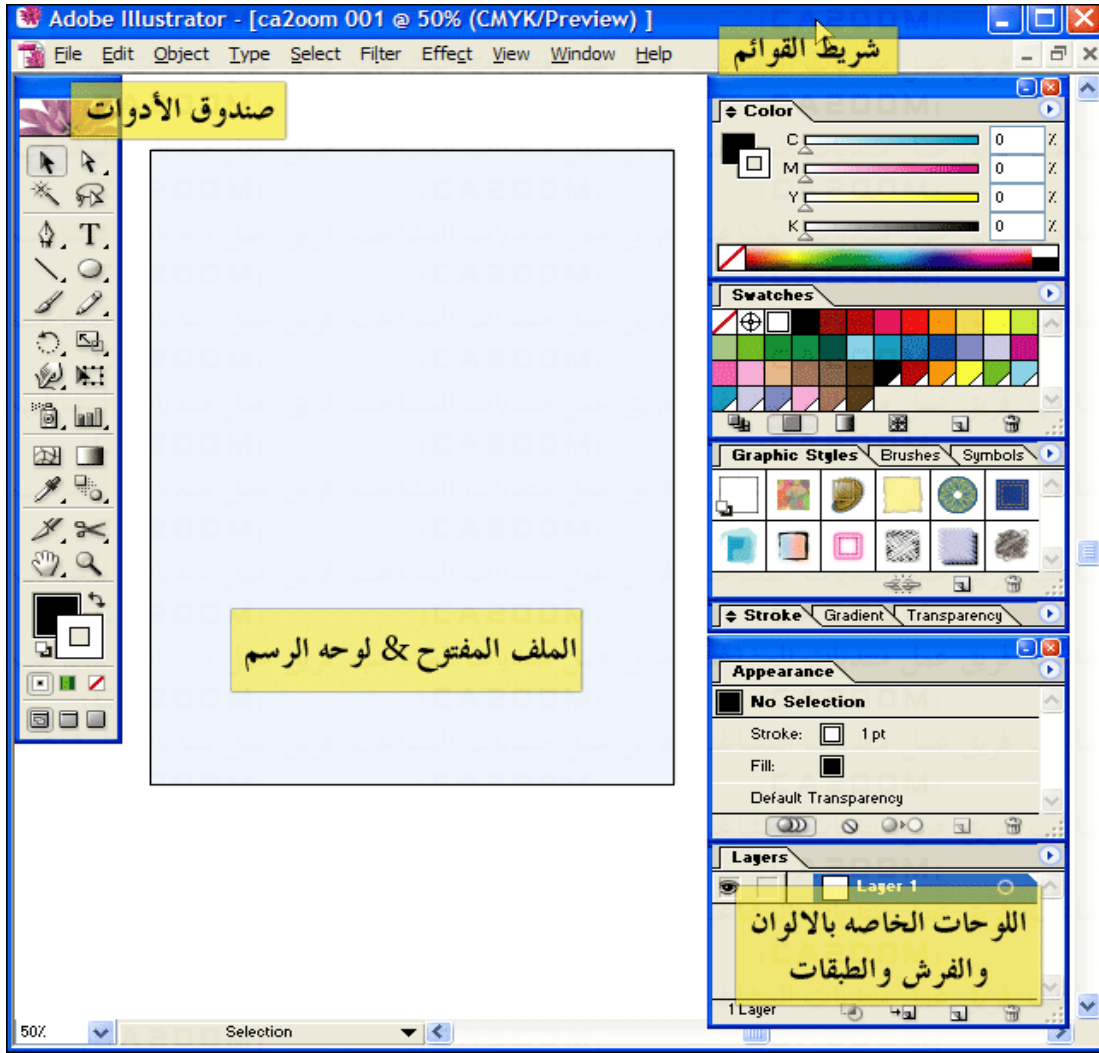 Adobe Illustrator - [ca2oom 001 @ 50% (CMYK/Preview) ]
File Edit Object Type Select Filter Effect View Window Help
شريط القوائم
صندوق الأدوات
Color
C 0 %
M 0 %
Y 0 %
K 0 %
Swatches
Graphic Styles Brushes Symbols
Stroke Gradient Transparency
الملف المفتوح & لوحه الرسم
Appearance
No Selection
Stroke: 1 pt
Fill:
Default Transparency
Layers
Layer 1
اللوحات الخاصه بالالوان
والفرش والطبقات
1 Layer
50% Selection